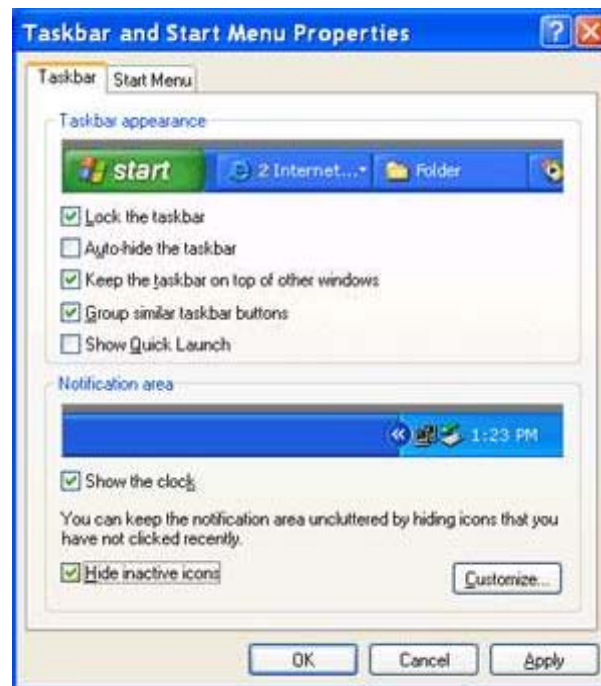 Taskbar and Start Menu Properties
Taskbar Start Menu
Taskbar appearance
start 2 Internet... Folder
Lock the taskbar
Auto-hide the taskbar
Keep the taskbar on top of other windows
Group similar taskbar buttons
Show Quick Launch
Notification area
1:23 PM
Show the clock
You can keep the notification area uncluttered by hiding icons that you
have not clicked recently.
Hide inactive icons
Customize...
OK Cancel Apply